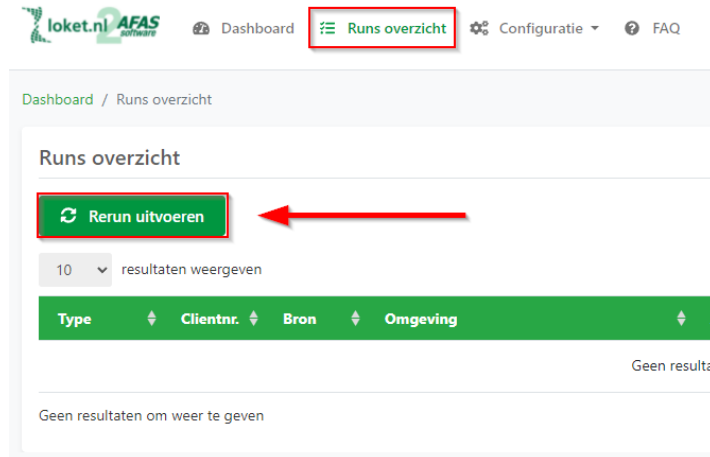 loket.nl 2 AFAS software Dashboard Runs overzicht Configuratie FAQ
Dashboard / Runs overzicht
Runs overzicht
Rerun uitvoeren
10 resultaten weergeven
Type Clientnr. Bron Omgeving
Geen
Geen resultaten om weer te geven